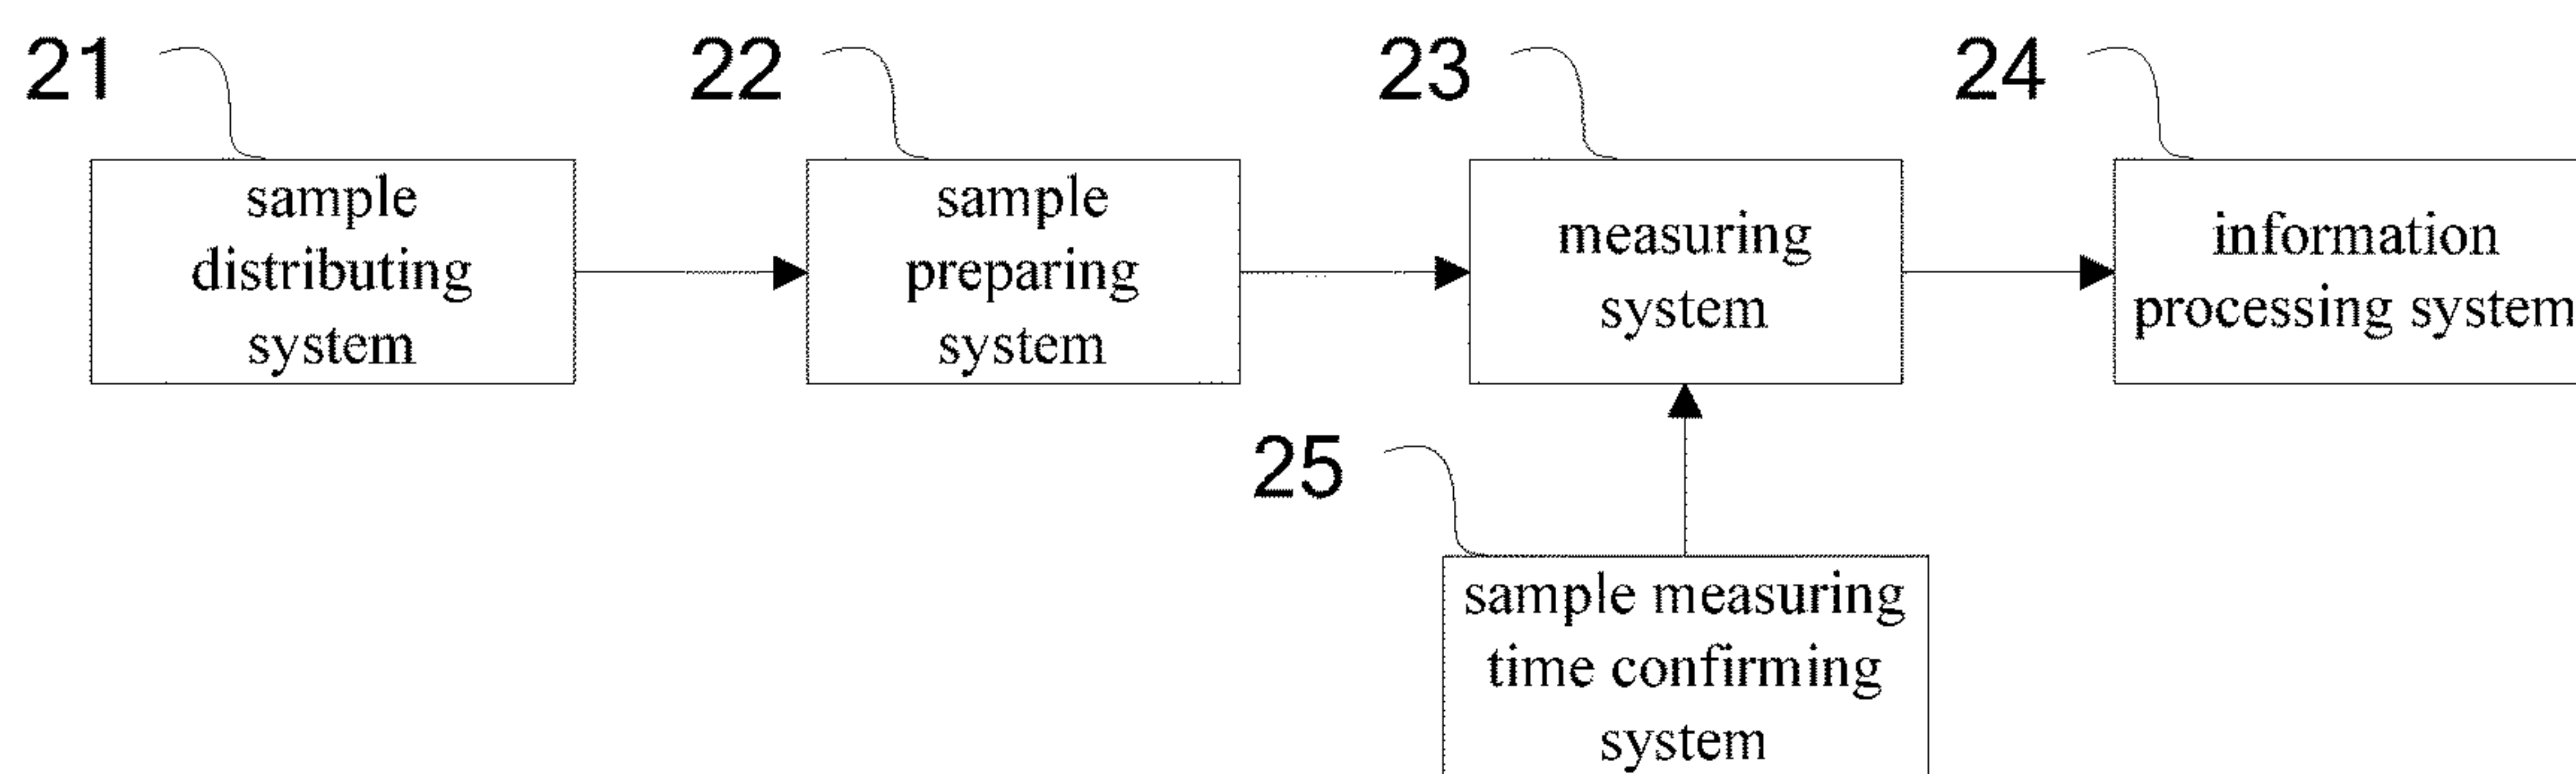 21
22
23
24
sample
distributing
system
sample
preparing
system
measuring
system
information
processing system
25
sample measuring
time confirming
system